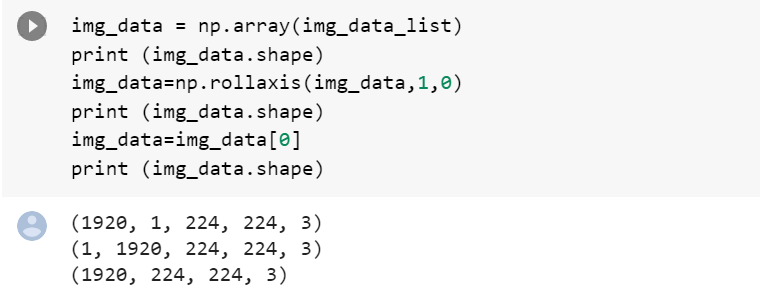 img_data = np.array(img_data_list)
print (img_data.shape)
img_data=np.rollaxis(img_data,1,0)
print (img_data.shape)
img_data=img_data[0]
print (img_data.shape)
(1920, 1, 224, 224, 3)
(1, 1920, 224, 224, 3)
(1920, 224, 224, 3)